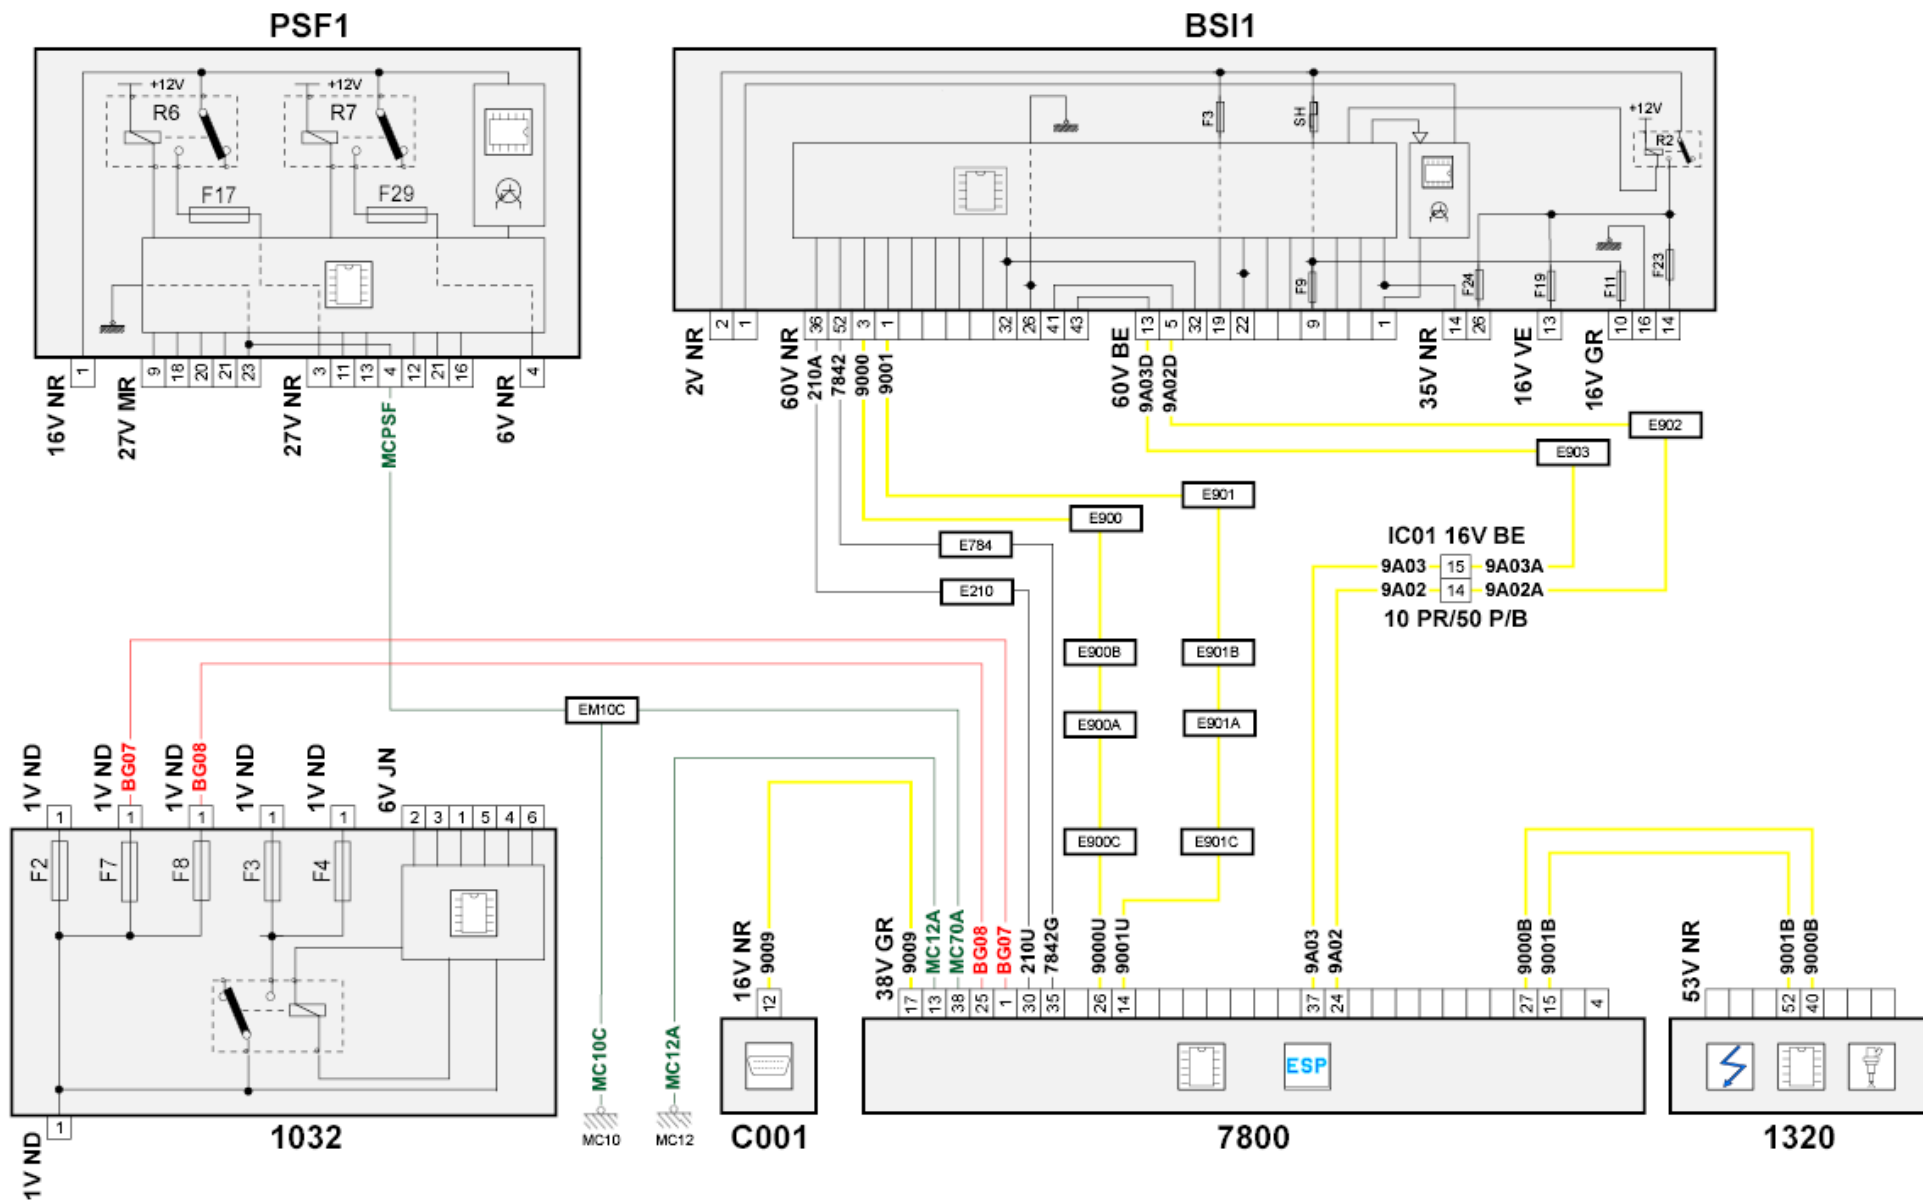 PSF1
BSI1
+12V
+12V
R6
R7
F17
F29
F3
SH
+12V
R2
F9
F24
F19
F11
F23
16V NR
1
27V MR
9 18 20 21 23
27V NR
3 11 13 4 12 21 16
6V NR
4
2V NR
2 1
60V NR
36 52 3 1 32 26 41 43
60V BE
13 5 32 19 22 9 1
35V NR
14 26
16V VE
13
16V GR
10 16 14
MCPSF
210A
7842
9000
9001
9A03D
9A02D
E902
E903
E901
E900
E784
E210
IC01 16V BE
9A03 15 9A03A
9A02 14 9A02A
10 PR/50 P/B
E900B
E901B
EM10C
E900A
E901A
E900C
E901C
1V ND
1V ND
BG07
1V ND
BG08
1V ND
1V ND
6V JN
1 1 1 1 1 2 3 1 5 4 6
F2
F7
F8
F3
F4
1
1V ND
1032
MC10C
MC10
MC12A
MC12
16V NR
9009
12
C001
38V GR
9009
MC12A
MC70A
BG08
BG07
210U
7842G
9000U
9001U
9A03
9A02
9000B
9001B
17 13 38 25 1 30 35 26 14 37 24 27 15 4
ESP
7800
53V NR
9001B
9000B
52 40
1320